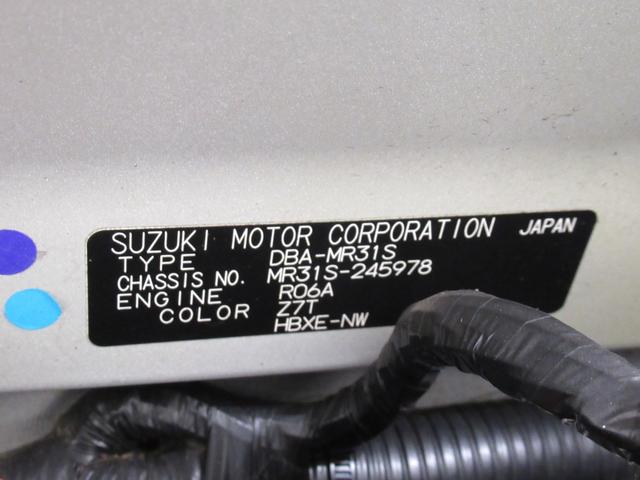 SUZUKI MOTOR CORPORATION JAPAN
TYPE DBA-MR31S
CHASSIS NO. MR31S-245978
ENGINE R06A
COLOR Z7T
HBXE-NW